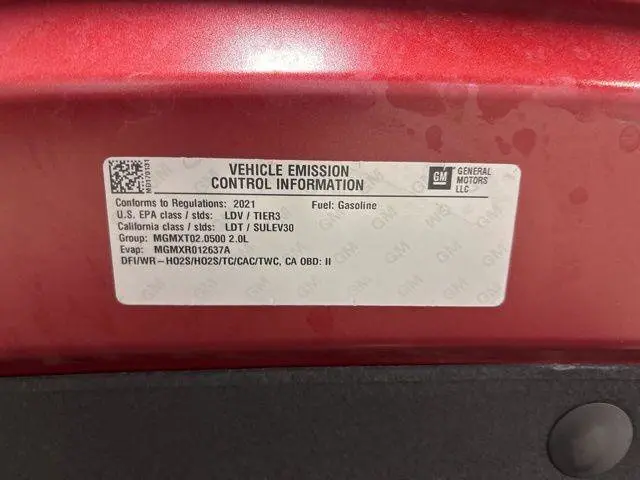 MD170131
VEHICLE EMISSION
CONTROL INFORMATION
GM
GENERAL
MOTORS
LLC
Conforms to Regulations: 2021 Fuel: Gasoline
U.S. EPA class / stds: LDV / TIER3
California class / stds: LDT / SULEV30
Group: MGMXT02.0500 2.0L
Evap: MGMXR012637A
DFI/WR-HO2S/HO2S/TC/CAC/TWC, CA OBD: II